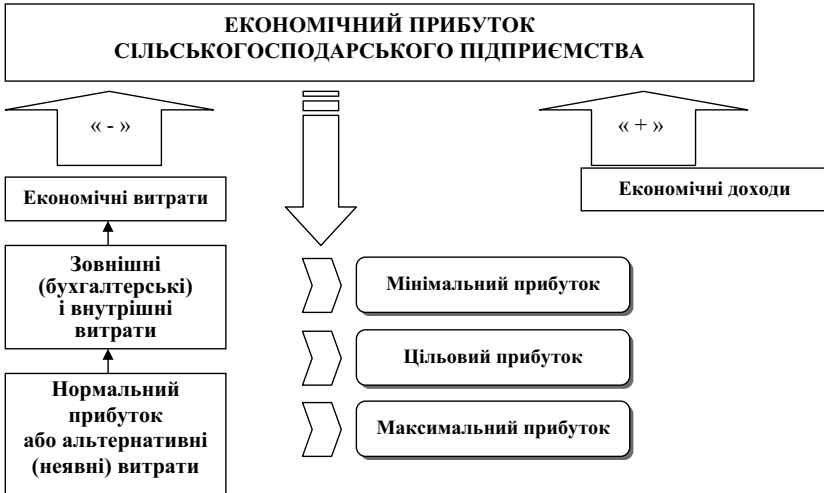 ЕКОНОМІЧНИЙ ПРИБУТОК
СІЛЬСЬКОГОСПОДАРСЬКОГО ПІДПРИЄМСТВА
« - »
« + »
Економічні витрати
Економічні доходи
Зовнішні
(бухгалтерські)
і внутрішні
витрати
Нормальний
прибуток
або альтернативні
(неявні) витрати
Мінімальний прибуток
Цільовий прибуток
Максимальний прибуток